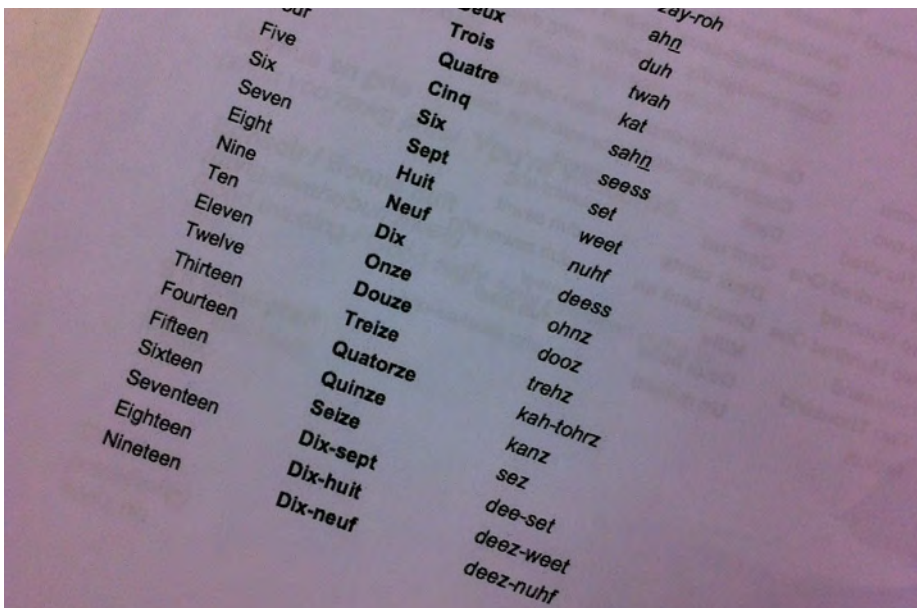 zay-roh
ahn
Deux duh
Trois twah
Quatre kat
Five Cinq sahn
Six Six seess
Seven Sept set
Eight Huit weet
Nine Neuf nuhf
Ten Dix deess
Eleven Onze ohnz
Twelve Douze dooz
Thirteen Treize trehz
Fourteen Quatorze kah-tohrz
Fifteen Quinze kanz
Sixteen Seize sez
Seventeen Dix-sept dee-set
Eighteen Dix-huit deez-weet
Nineteen Dix-neuf deez-nuhf